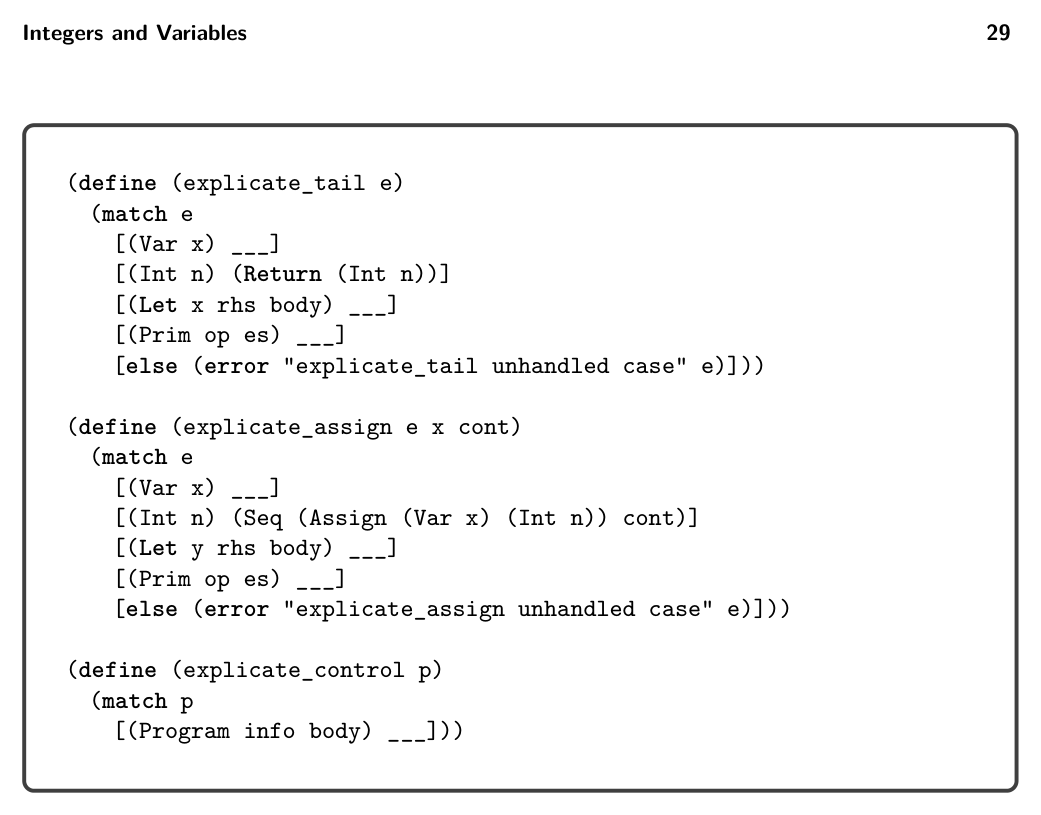 Integers and Variables 29
(define (explicate_tail e)
(match e
[(Var x) ___]
[(Int n) (Return (Int n))]
[(Let x rhs body) ___]
[(Prim op es) ___]
[else (error "explicate_tail unhandled case" e)]))
(define (explicate_assign e x cont)
(match e
[(Var x) ___]
[(Int n) (Seq (Assign (Var x) (Int n)) cont)]
[(Let y rhs body) ___]
[(Prim op es) ___]
[else (error "explicate_assign unhandled case" e)]))
(define (explicate_control p)
(match p
[(Program info body) ___]))